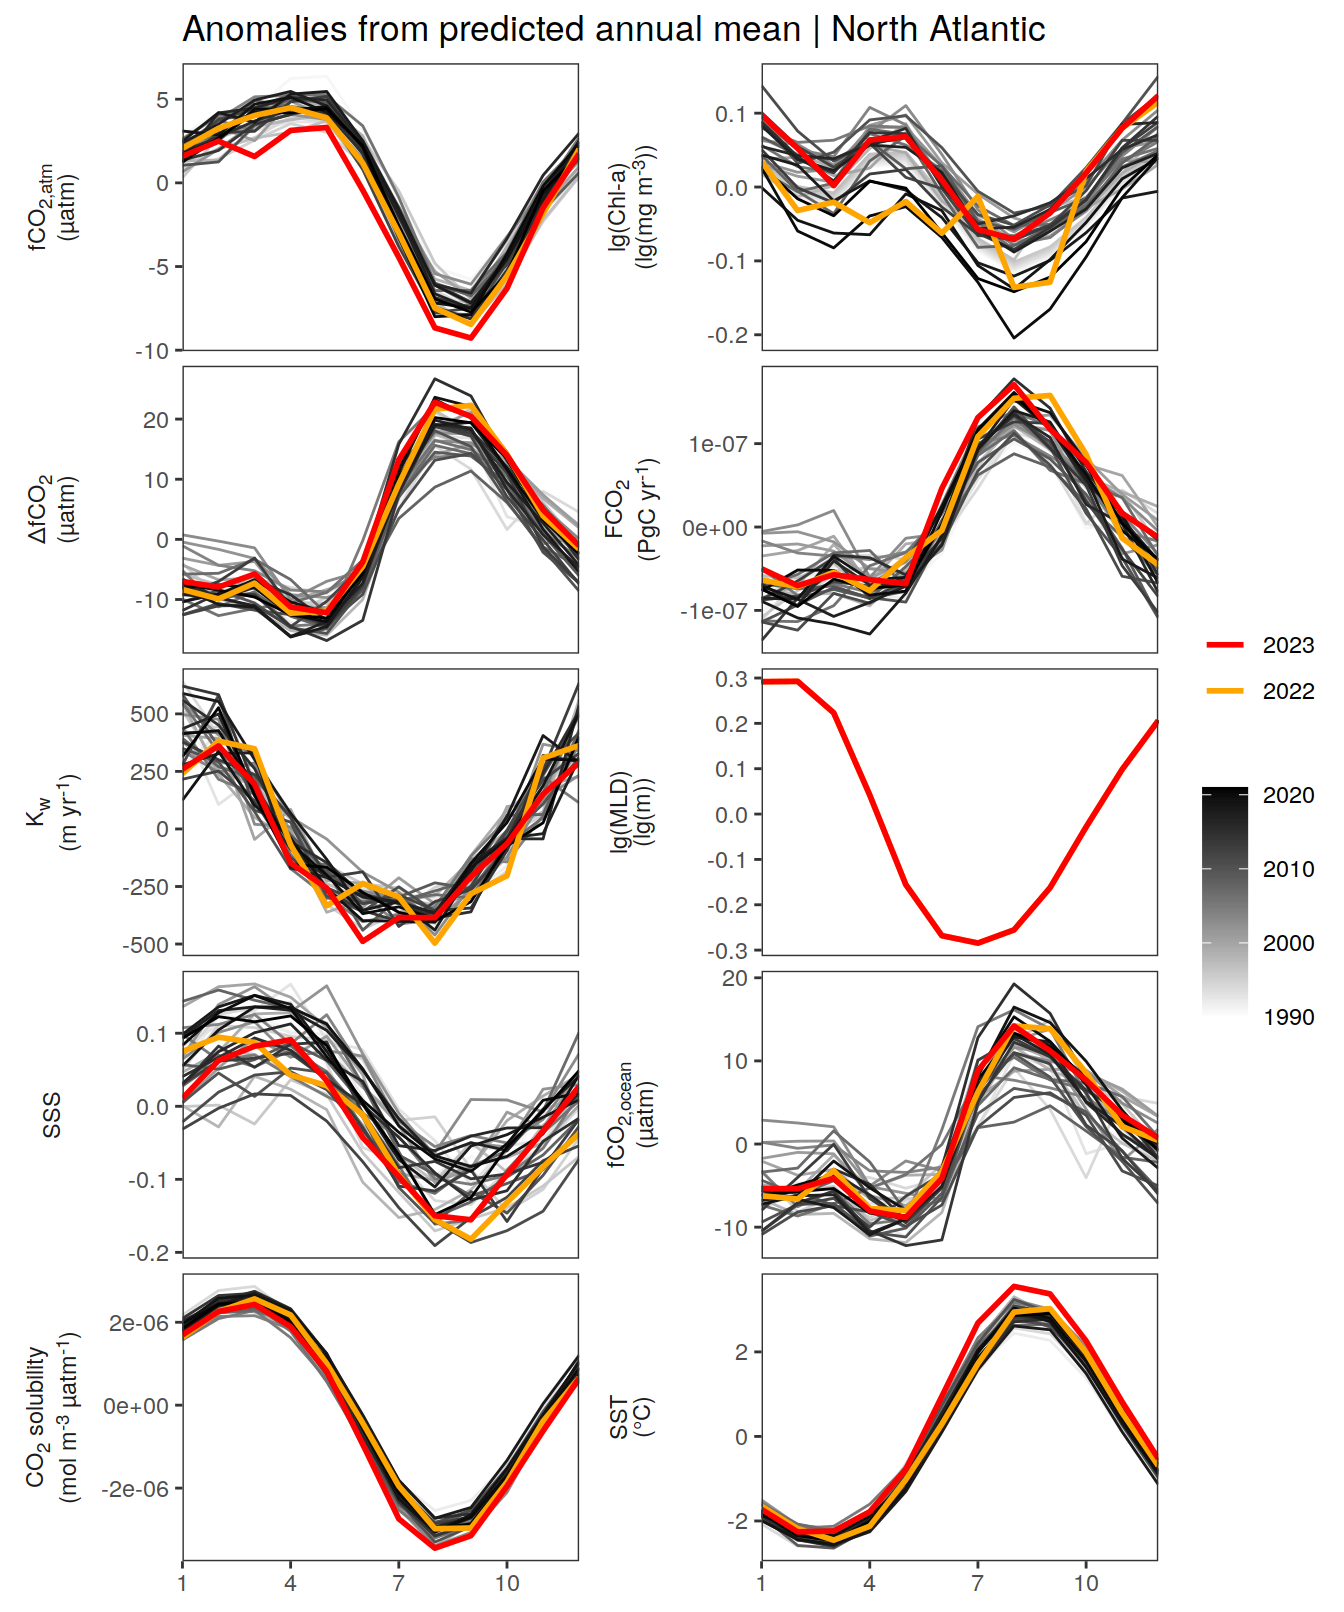 Anomalies from predicted annual mean | North Atlantic
fCO2,atm
(µatm)
5
0
-5
-10
lg(Chl-a)
(lg(mg m-3))
0.1
0.0
-0.1
-0.2
ΔfCO2
(µatm)
20
10
0
-10
FCO2
(PgC yr-1)
1e-07
0e+00
-1e-07
Kw
(m yr-1)
500
250
0
-250
-500
lg(MLD)
(lg(m))
0.3
0.2
0.1
0.0
-0.1
-0.2
-0.3
SSS
0.1
0.0
-0.1
-0.2
fCO2,ocean
(µatm)
20
10
0
-10
CO2 solubility
(mol m-3 µatm-1)
2e-06
0e+00
-2e-06
SST
(°C)
2
0
-2
1 4 7 10
1 4 7 10
2023
2022
2020
2010
2000
1990